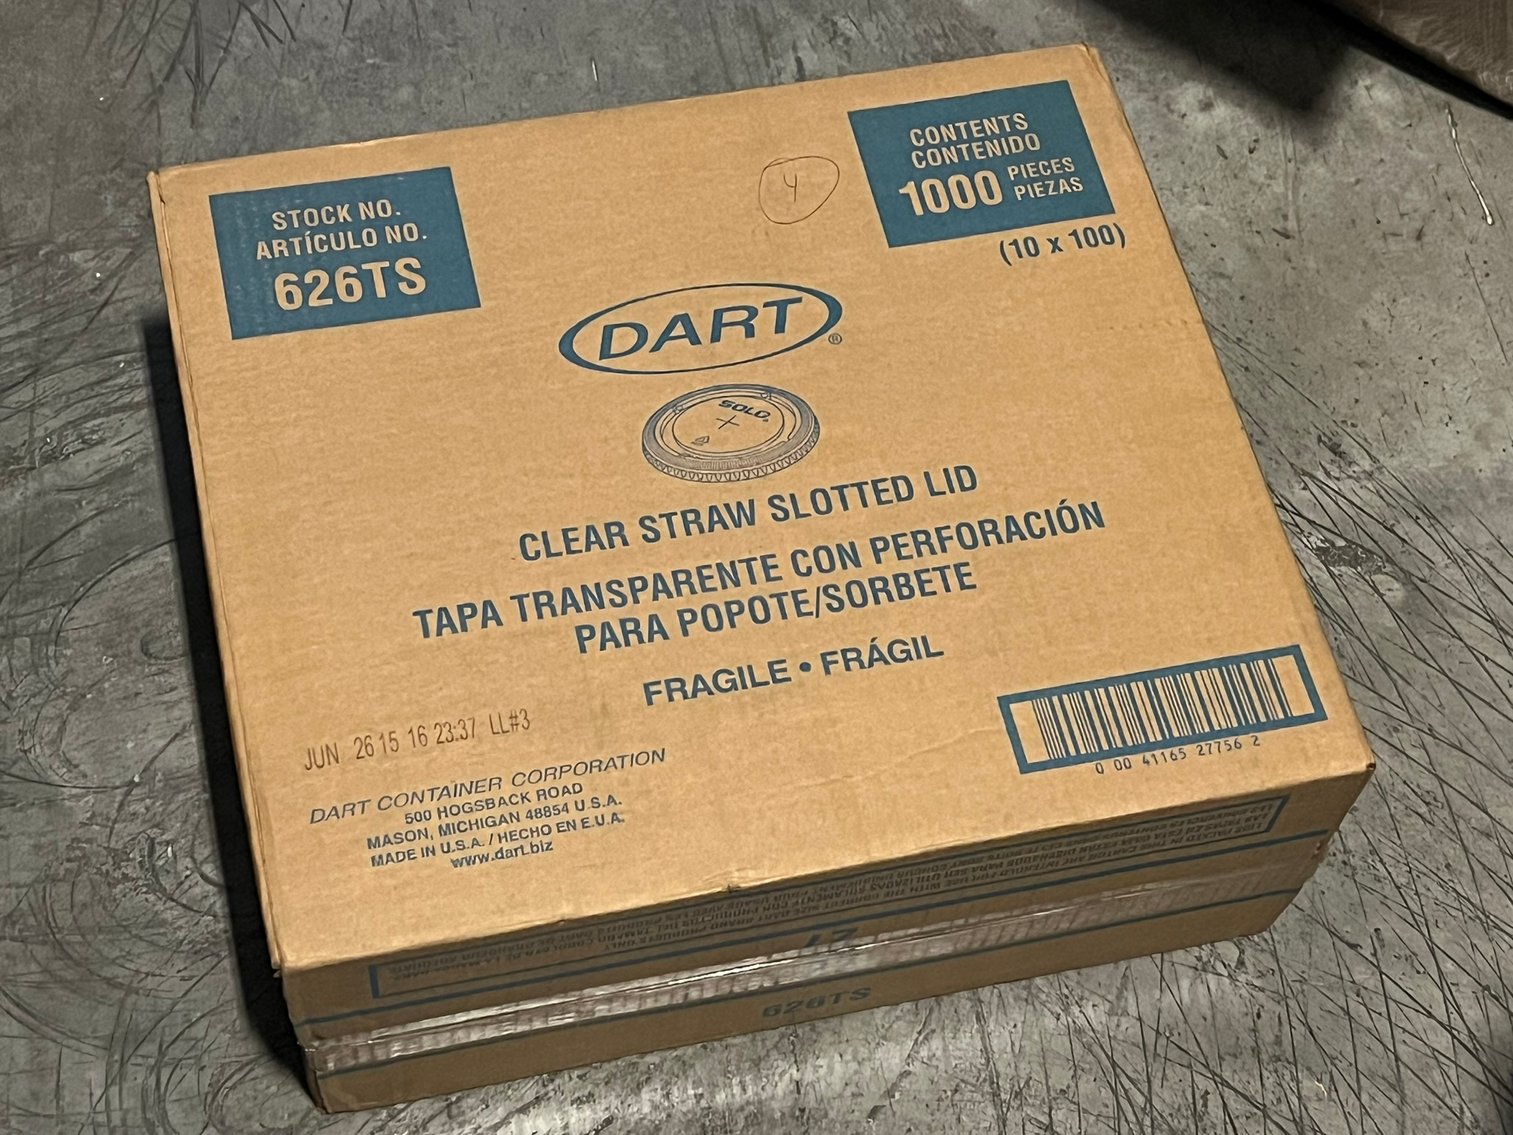 STOCK NO.
ARTÍCULO NO.
626TS
CONTENTS
CONTENIDO
1000 PIECES
PIEZAS
(10 x 100)
4
DART®
SOLO®
CLEAR STRAW SLOTTED LID
TAPA TRANSPARENTE CON PERFORACIÓN
PARA POPOTE/SORBETE
FRAGILE • FRÁGIL
JUN 26 15 16 23:37 LL#3
DART CONTAINER CORPORATION
500 HOGSBACK ROAD
MASON, MICHIGAN 48854 U.S.A.
MADE IN U.S.A. / HECHO EN E.U.A.
www.dart.biz
0 00 41165 27756 2
626TS